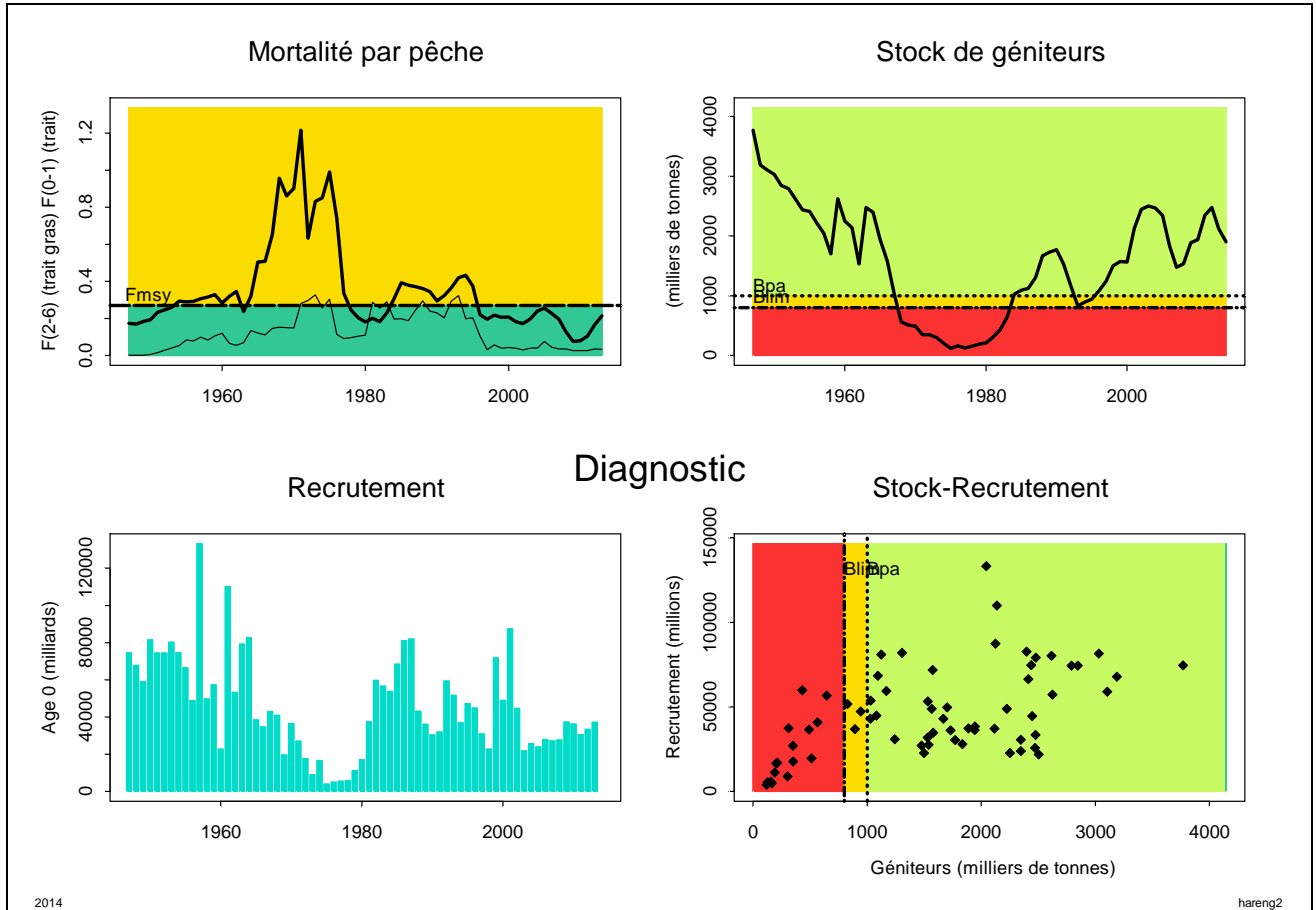 Mortalité par pêche
F(2-6) (trait gras) F(0-1) (trait)
0.0 0.4 0.8 1.2
Fmsy
1960 1980 2000
Stock de géniteurs
(milliers de tonnes)
0 1000 2000 3000 4000
Bpa
Blim
1960 1980 2000
Diagnostic
Recrutement
Age 0 (milliards)
0 40000 80000 120000
1960 1980 2000
Stock-Recrutement
Recrutement (millions)
0 50000 100000 150000
Blim Bpa
0 1000 2000 3000 4000
Géniteurs (milliers de tonnes)
2014
hareng2